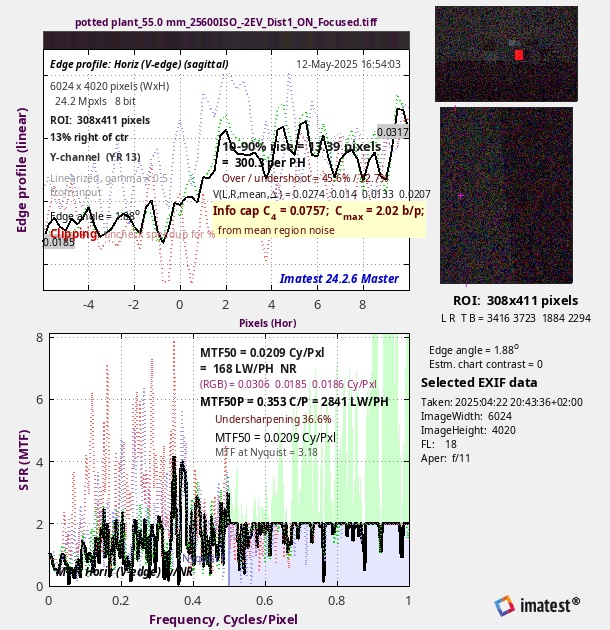 potted plant_55.0 mm_25600ISO_-2EV_Dist1_ON_Focused.tiff
Edge profile: Horiz (V-edge) (sagittal)
12-May-2025 16:54:03
6024 x 4020 pixels (WxH)
24.2 Mpxls   8 bit
ROI:  308x411 pixels
13% right of ctr
Y-channel  (YR 13)
Linearized, gamma = 0.5
from input
Edge angle = 1.88°
Clipping: uncheck speedup for %
0.0317
0.0185
10-90% rise = 13.39 pixels
=  300.3 per PH
Over / undershoot = 45.6% / 32.7%
V(L,R,mean,Δ) = 0.0274  0.014  0.0133  0.0207
Info cap C4 = 0.0757;  Cmax = 2.02 b/p;
from mean region noise
Imatest 24.2.6 Master
Edge profile (linear)
-4 -2 0 2 4 6 8
Pixels (Hor)
ROI:  308x411 pixels
L R  T B = 3416 3723  1884 2294
Edge angle = 1.88°
Estm. chart contrast = 0
Selected EXIF data
Taken: 2025:04:22 20:43:36+02:00
ImageWidth:  6024
ImageHeight:  4020
FL:   18
Aper:  f/11
MTF50 = 0.0209 Cy/Pxl
=  168 LW/PH  NR
(RGB) = 0.0306  0.0185  0.0186 Cy/Pxl
MTF50P = 0.353 C/P = 2841 LW/PH
Undersharpening 36.6%
MTF50 = 0.0209 Cy/Pxl
MTF at Nyquist = 3.18
8
6
4
2
0
SFR (MTF)
MTF: Horiz (V-edge) w/NR
0 0.2 0.4 0.6 0.8 1
Frequency, Cycles/Pixel
imatest®